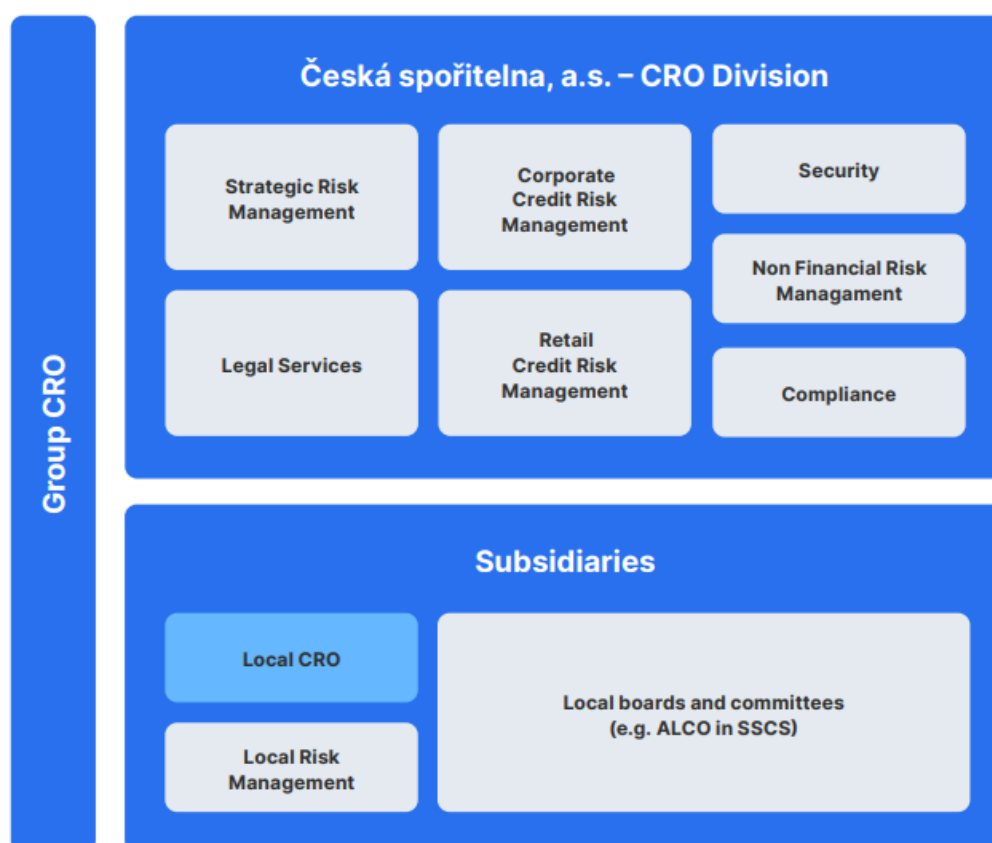 Group CRO
Česká spořitelna, a.s. – CRO Division
Strategic Risk
Management
Corporate
Credit Risk
Management
Security
Non Financial Risk
Managament
Legal Services
Retail
Credit Risk
Management
Compliance
Subsidiaries
Local CRO
Local Risk
Management
Local boards and committees
(e.g. ALCO in SSCS)